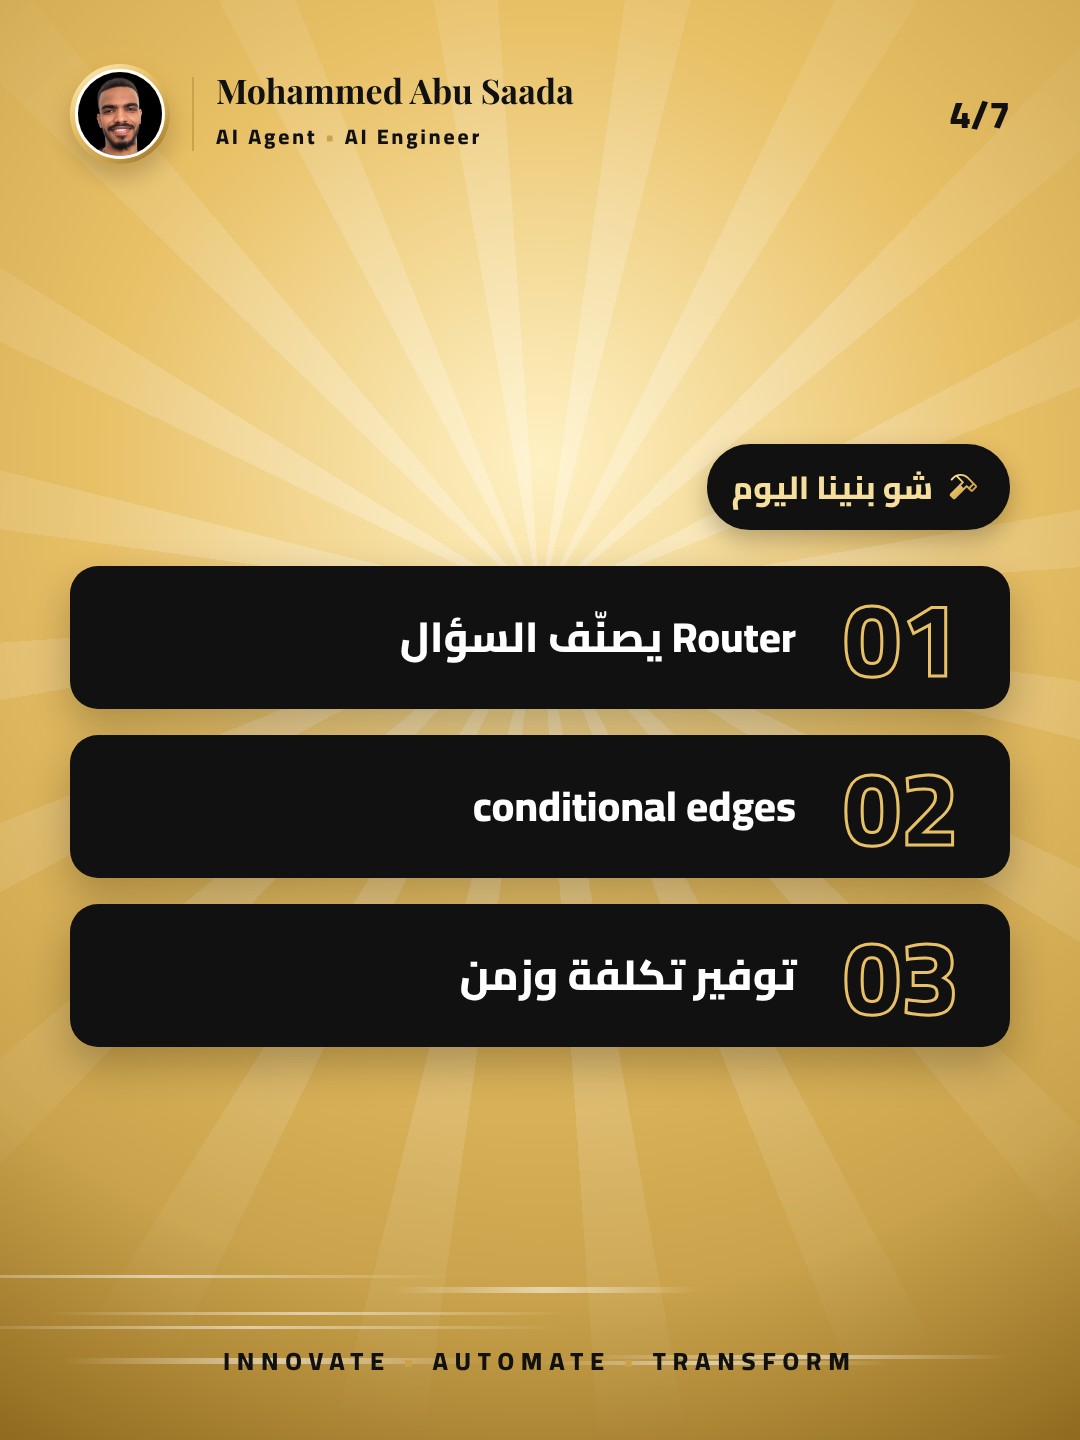 Mohammed Abu Saada
AI Agent ▪ AI Engineer
4/7
شو بنينا اليوم
01
Router يصنّف السؤال
02
conditional edges
03
توفير تكلفة وزمن
INNOVATE ▪ AUTOMATE ▪ TRANSFORM